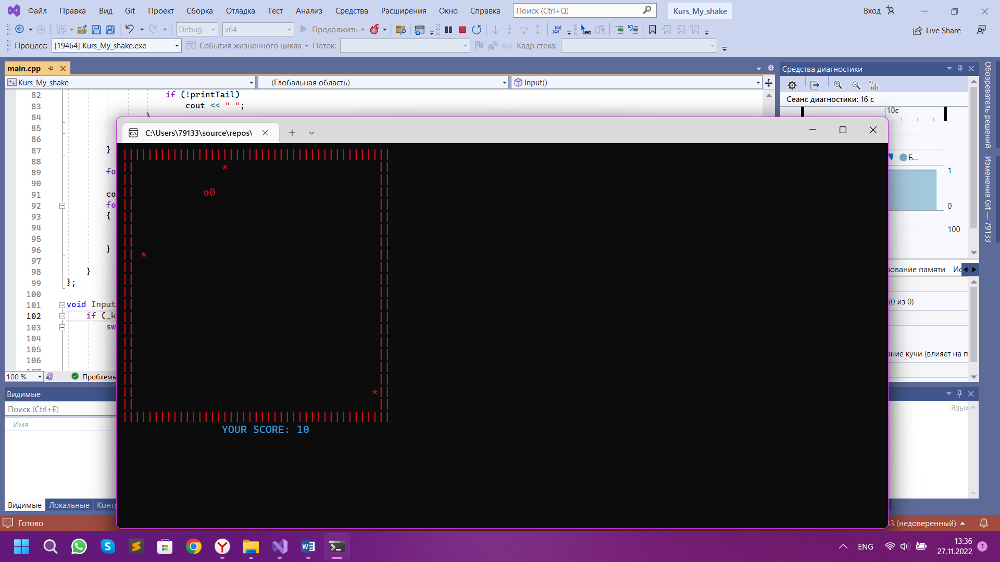 Файл Правка Вид Git Проект Сборка Отладка Тест Анализ Средства Расширения Окно Справка Поиск (Ctrl+Q) Kurs_My_shake Вход
Debug x64 Продолжить Live Share
Процесс: [19464] Kurs_My_shake.exe События жизненного цикла Поток: Кадр стека:
main.cpp
Kurs_My_shake (Глобальная область) Input()
82 if (!printTail)
83 cout << " ";
84 }
85
86
87 }
88
89 fo
90
91 co
92 fo
93 {
94
95
96 }
97
98 }
99 };
100
101 void Input
102 if (_k
103 sw
104
105
106
107
100 % Проблемы
C:\Users\79133\source\repos\
*
o0
*
*
YOUR SCORE: 10
Средства диагностики
Сеанс диагностики: 16 с
10с
Б...
1
0
100
зование памяти Ис
(0 из 0)
ание кучи (влияет на п
Обозреватель решений
Изменения Git — 79133
Видимые
Поиск (Ctrl+E)
Имя
Язык
Видимые Локальные Контр
Готово
33 (недоверенный)
ENG
13:36
27.11.2022
1